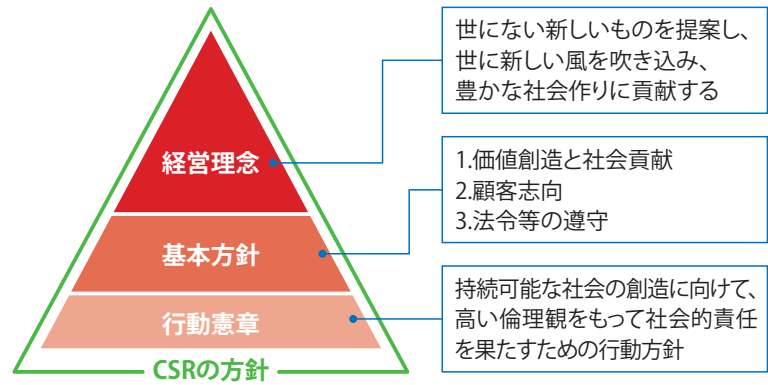 経営理念
世にない新しいものを提案し、
世に新しい風を吹き込み、
豊かな社会作りに貢献する
基本方針
1.価値創造と社会貢献
2.顧客志向
3.法令等の遵守
行動憲章
持続可能な社会の創造に向けて、
高い倫理観をもって社会的責任
を果たすための行動方針
CSRの方針